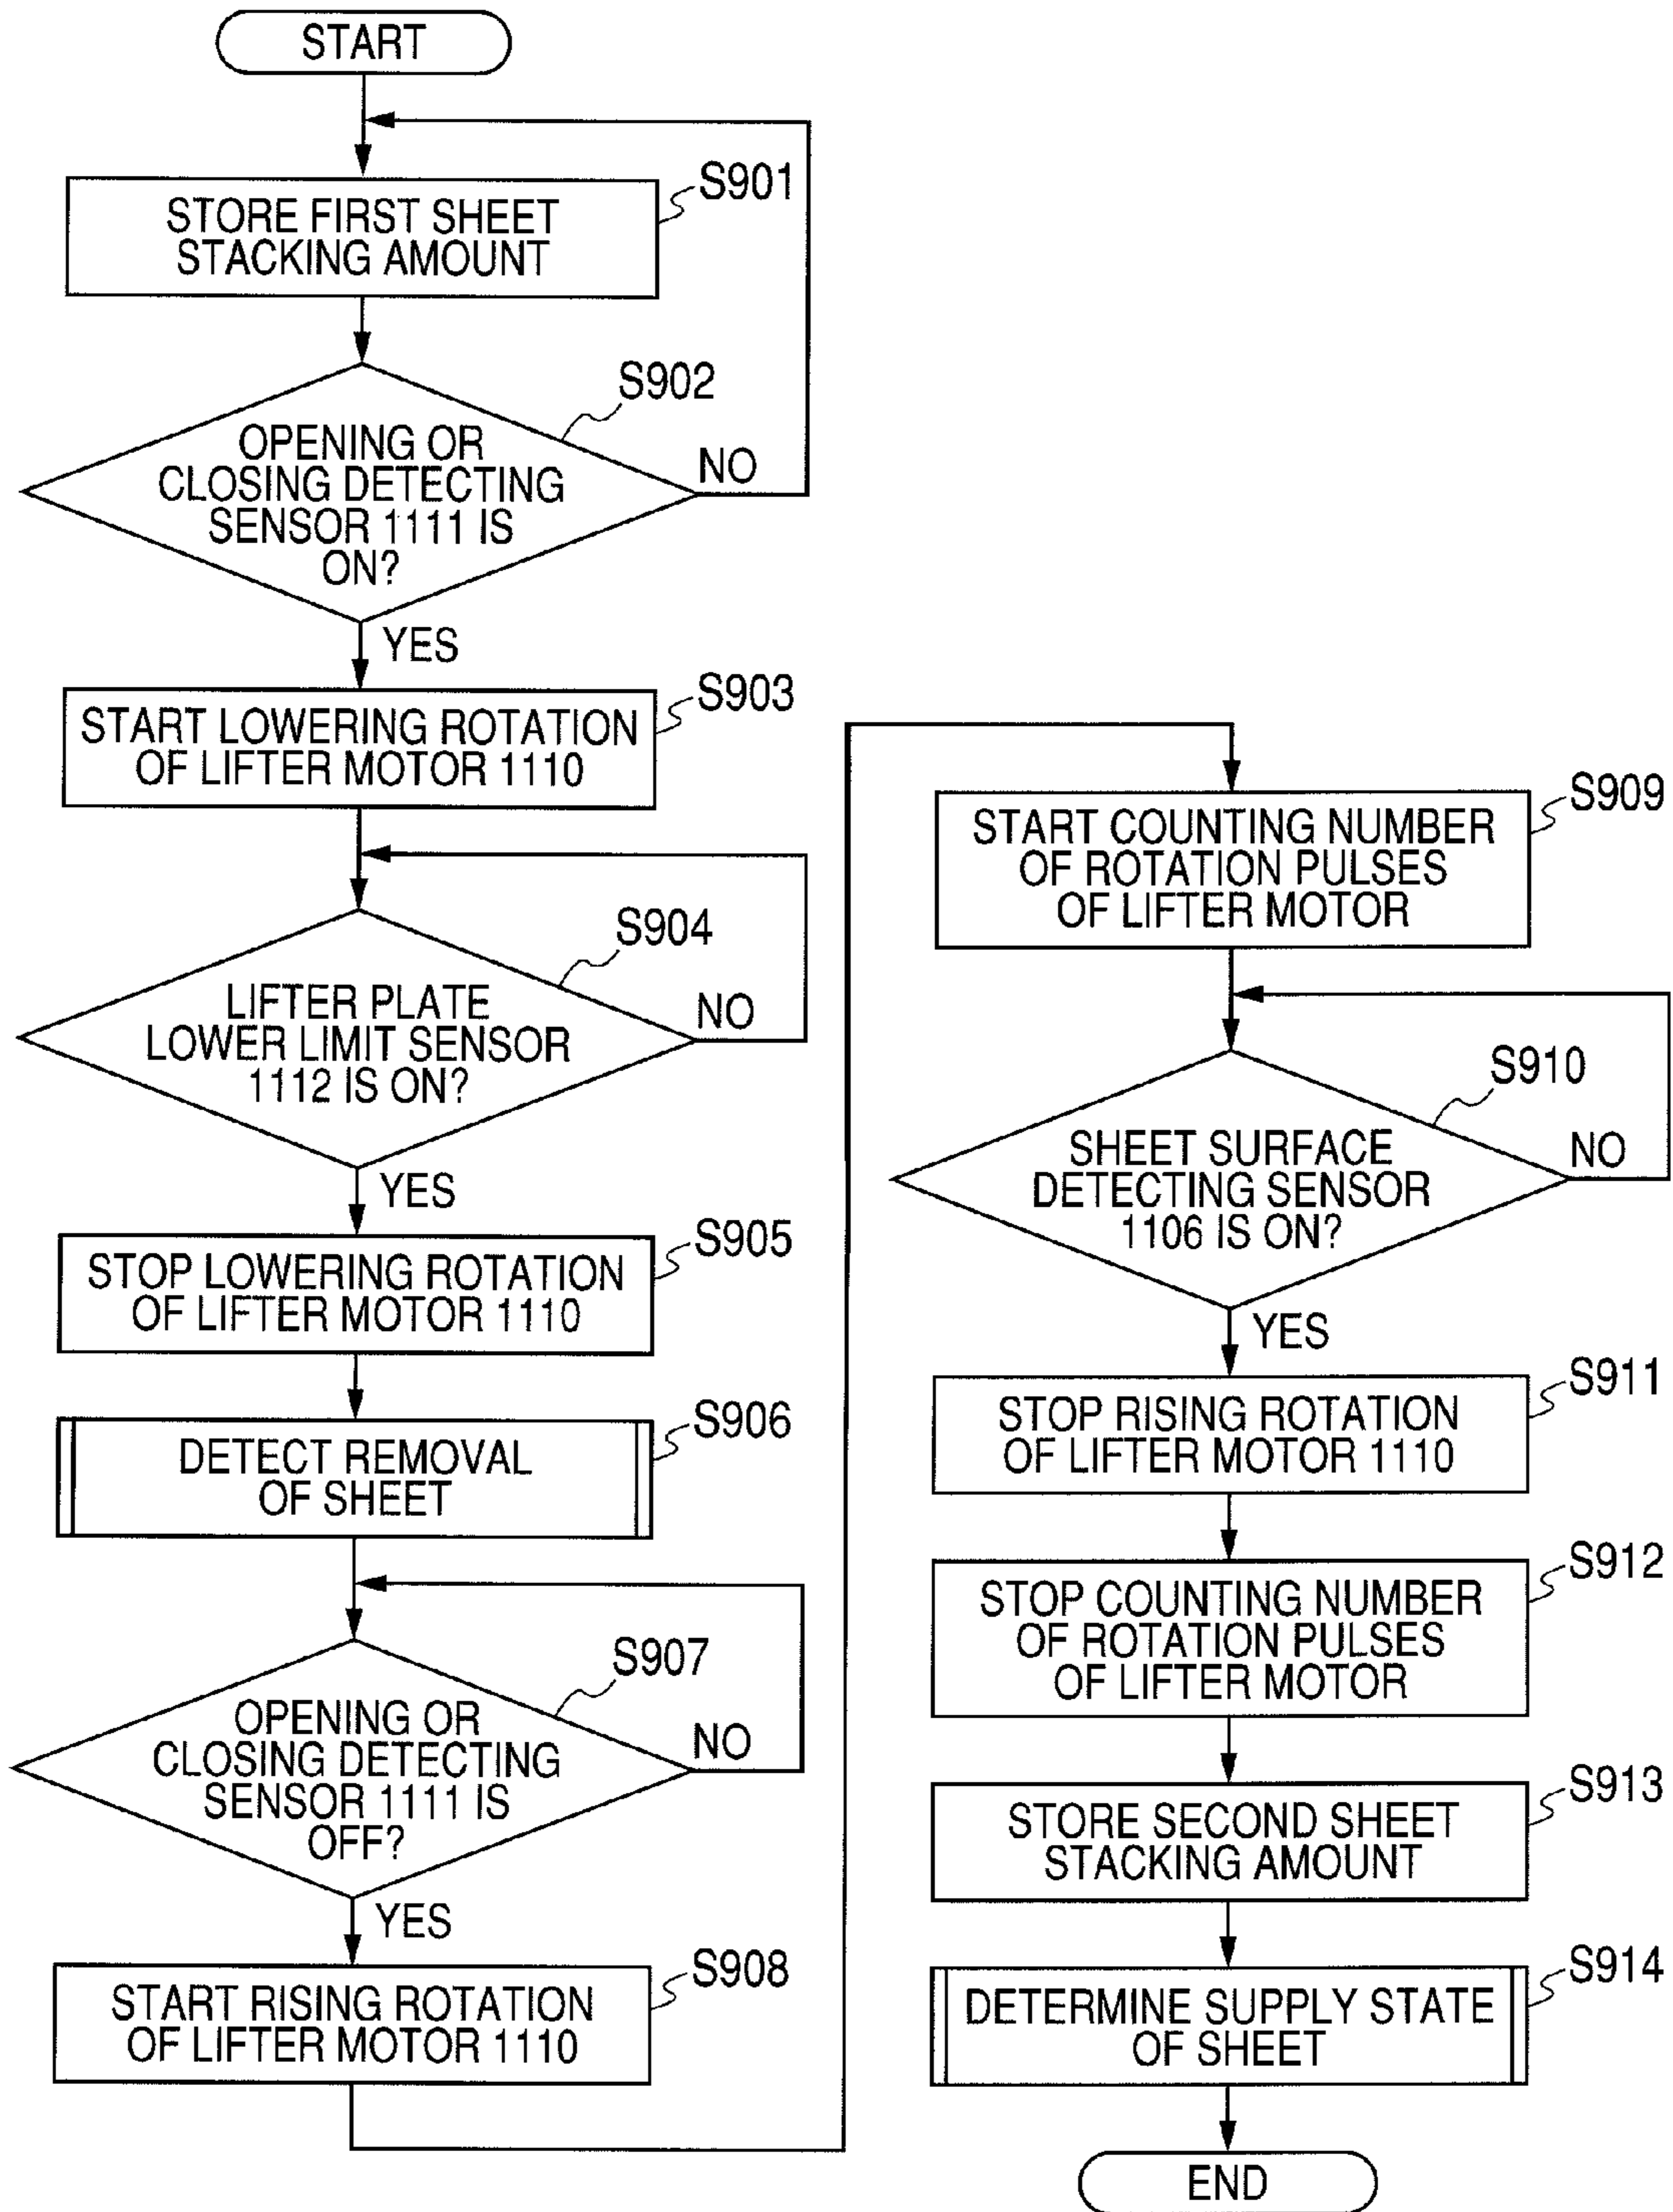 START
S901
STORE FIRST SHEET
STACKING AMOUNT
S902
OPENING OR
CLOSING DETECTING
SENSOR 1111 IS
ON?
NO
YES
S903
START LOWERING ROTATION
OF LIFTER MOTOR 1110
S904
LIFTER PLATE
LOWER LIMIT SENSOR
1112 IS ON?
NO
YES
S905
STOP LOWERING ROTATION
OF LIFTER MOTOR 1110
S906
DETECT REMOVAL
OF SHEET
S907
OPENING OR
CLOSING DETECTING
SENSOR 1111 IS
OFF?
NO
YES
S908
START RISING ROTATION
OF LIFTER MOTOR 1110
S909
START COUNTING NUMBER
OF ROTATION PULSES
OF LIFTER MOTOR
S910
SHEET SURFACE
DETECTING SENSOR
1106 IS ON?
NO
YES
S911
STOP RISING ROTATION
OF LIFTER MOTOR 1110
S912
STOP COUNTING NUMBER
OF ROTATION PULSES
OF LIFTER MOTOR
S913
STORE SECOND SHEET
STACKING AMOUNT
S914
DETERMINE SUPPLY STATE
OF SHEET
END